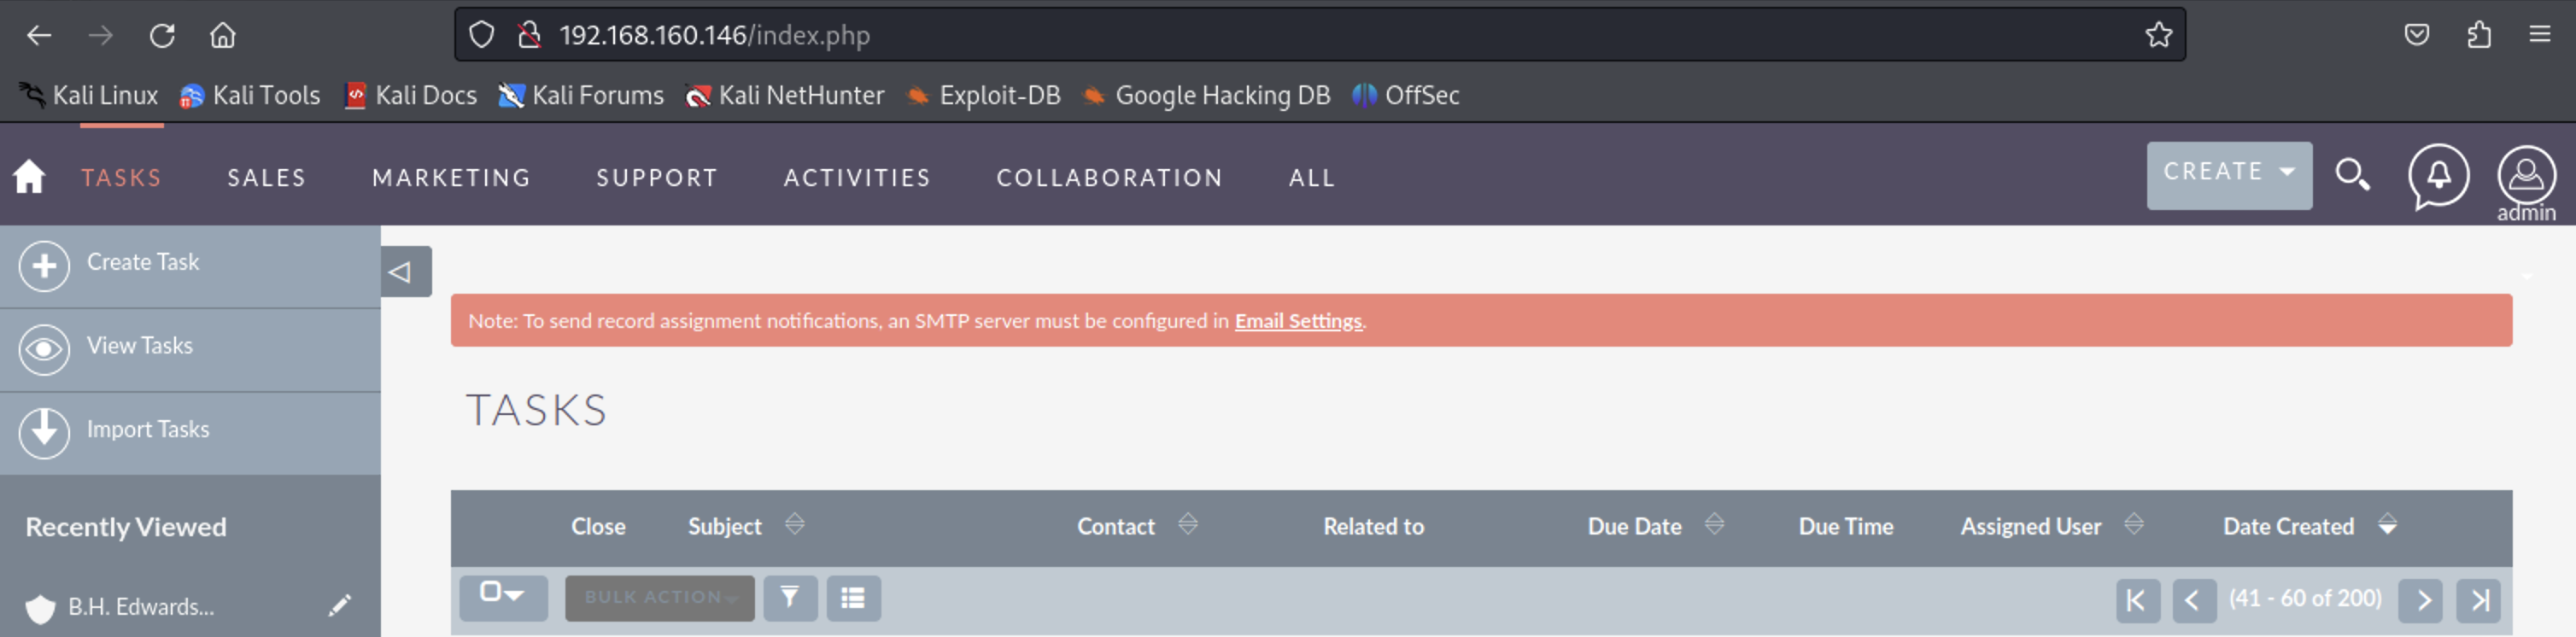 192.168.160.146/index.php
Kali Linux Kali Tools Kali Docs Kali Forums Kali NetHunter Exploit-DB Google Hacking DB OffSec
TASKS SALES MARKETING SUPPORT ACTIVITIES COLLABORATION ALL CREATE
admin
Create Task
View Tasks
Import Tasks
Recently Viewed
B.H. Edwards...
Note: To send record assignment notifications, an SMTP server must be configured in Email Settings.
TASKS
Close Subject Contact Related to Due Date Due Time Assigned User Date Created
BULK ACTION (41 - 60 of 200)